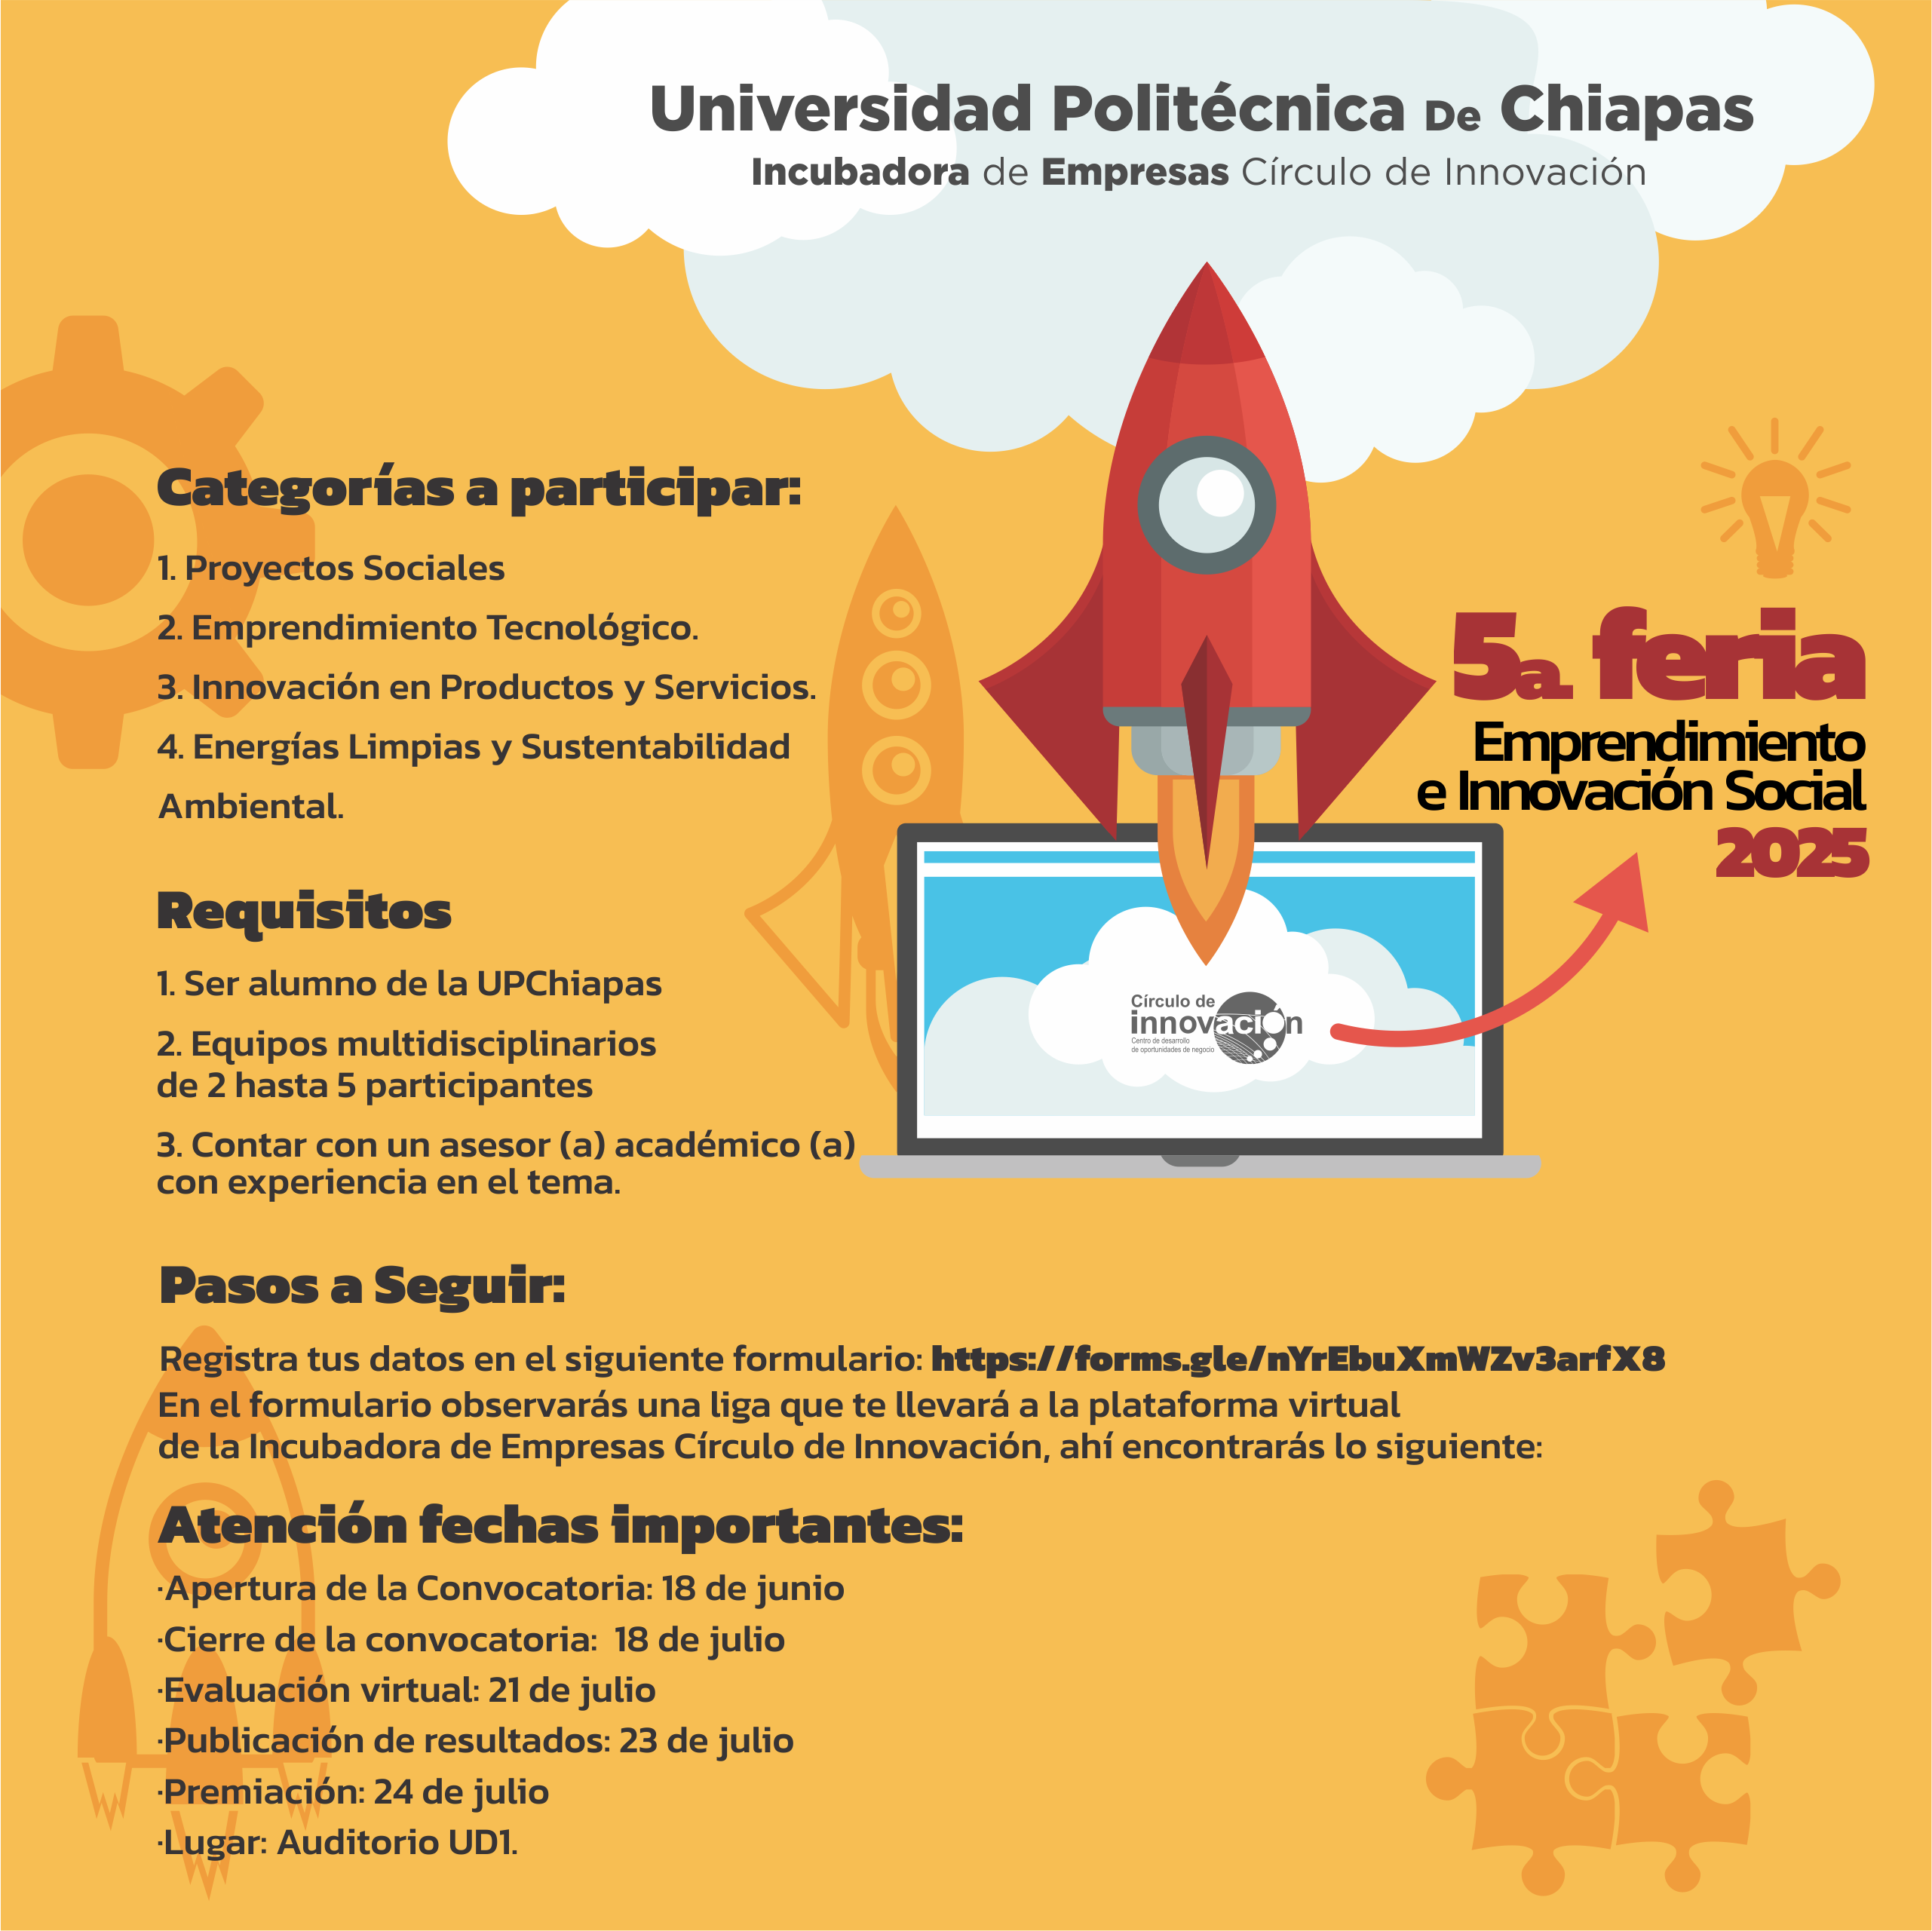 Universidad Politécnica De Chiapas
Incubadora de Empresas Círculo de Innovación
Categorías a participar:
1. Proyectos Sociales
2. Emprendimiento Tecnológico.
3. Innovación en Productos y Servicios.
4. Energías Limpias y Sustentabilidad
Ambiental.
5a. feria
Emprendimiento
e Innovación Social
2025
Requisitos
1. Ser alumno de la UPChiapas
2. Equipos multidisciplinarios
de 2 hasta 5 participantes
3. Contar con un asesor (a) académico (a)
con experiencia en el tema.
Círculo de
innovación
Centro de desarrollo
de oportunidades de negocio
Pasos a Seguir:
Registra tus datos en el siguiente formulario: https://forms.gle/nYrEbuXmWZv3arfX8
En el formulario observarás una liga que te llevará a la plataforma virtual
de la Incubadora de Empresas Círculo de Innovación, ahí encontrarás lo siguiente:
Atención fechas importantes:
·Apertura de la Convocatoria: 18 de junio
·Cierre de la convocatoria: 18 de julio
·Evaluación virtual: 21 de julio
·Publicación de resultados: 23 de julio
·Premiación: 24 de julio
·Lugar: Auditorio UD1.